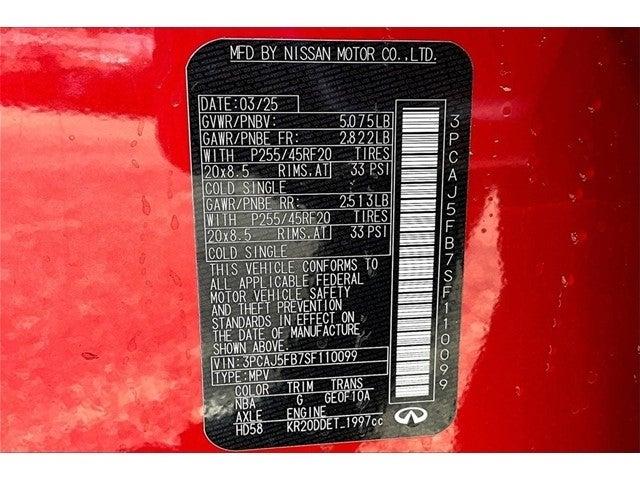 MFD BY NISSAN MOTOR CO.,LTD.
DATE:03/25
GVWR/PNBV: 5,075LB
GAWR/PNBE FR: 2,822LB
WITH P255/45RF20 TIRES
20x8.5 RIMS.AT 33 PSI
COLD SINGLE
GAWR/PNBE RR: 2513LB
WITH P255/45RF20 TIRES
20x8.5 RIMS.AT 33 PSI
COLD SINGLE
THIS VEHICLE CONFORMS TO
ALL APPLICABLE FEDERAL
MOTOR VEHICLE SAFETY
AND THEFT PREVENTION
STANDARDS IN EFFECT ON
THE DATE OF MANUFACTURE
SHOWN ABOVE.
VIN:3PCAJ5FB7SF110099
TYPE:MPV
COLOR TRIM TRANS
NBA G GE0F10A
AXLE ENGINE
HD58 KR20DDET_1997cc
3PCAJ5FB7SF110099